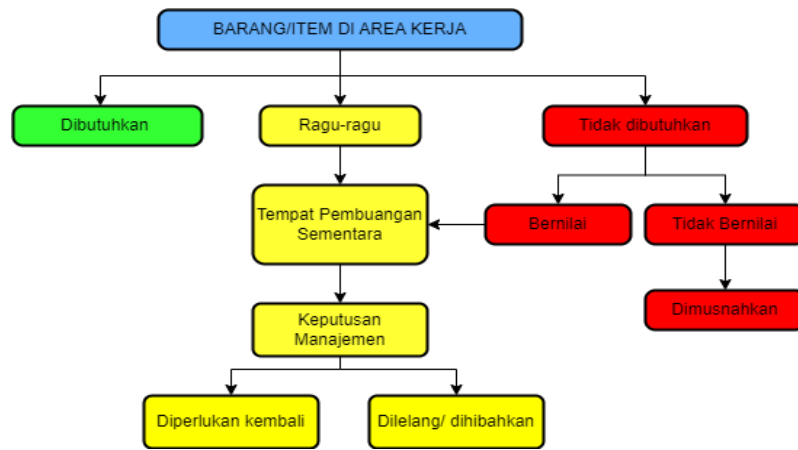 BARANG/ITEM DI AREA KERJA
Dibutuhkan
Ragu-ragu
Tidak dibutuhkan
Tempat Pembuangan
Sementara
Bernilai
Tidak Bernilai
Keputusan
Manajemen
Dimusnahkan
Diperlukan kembali
Dilelang/ dihibahkan